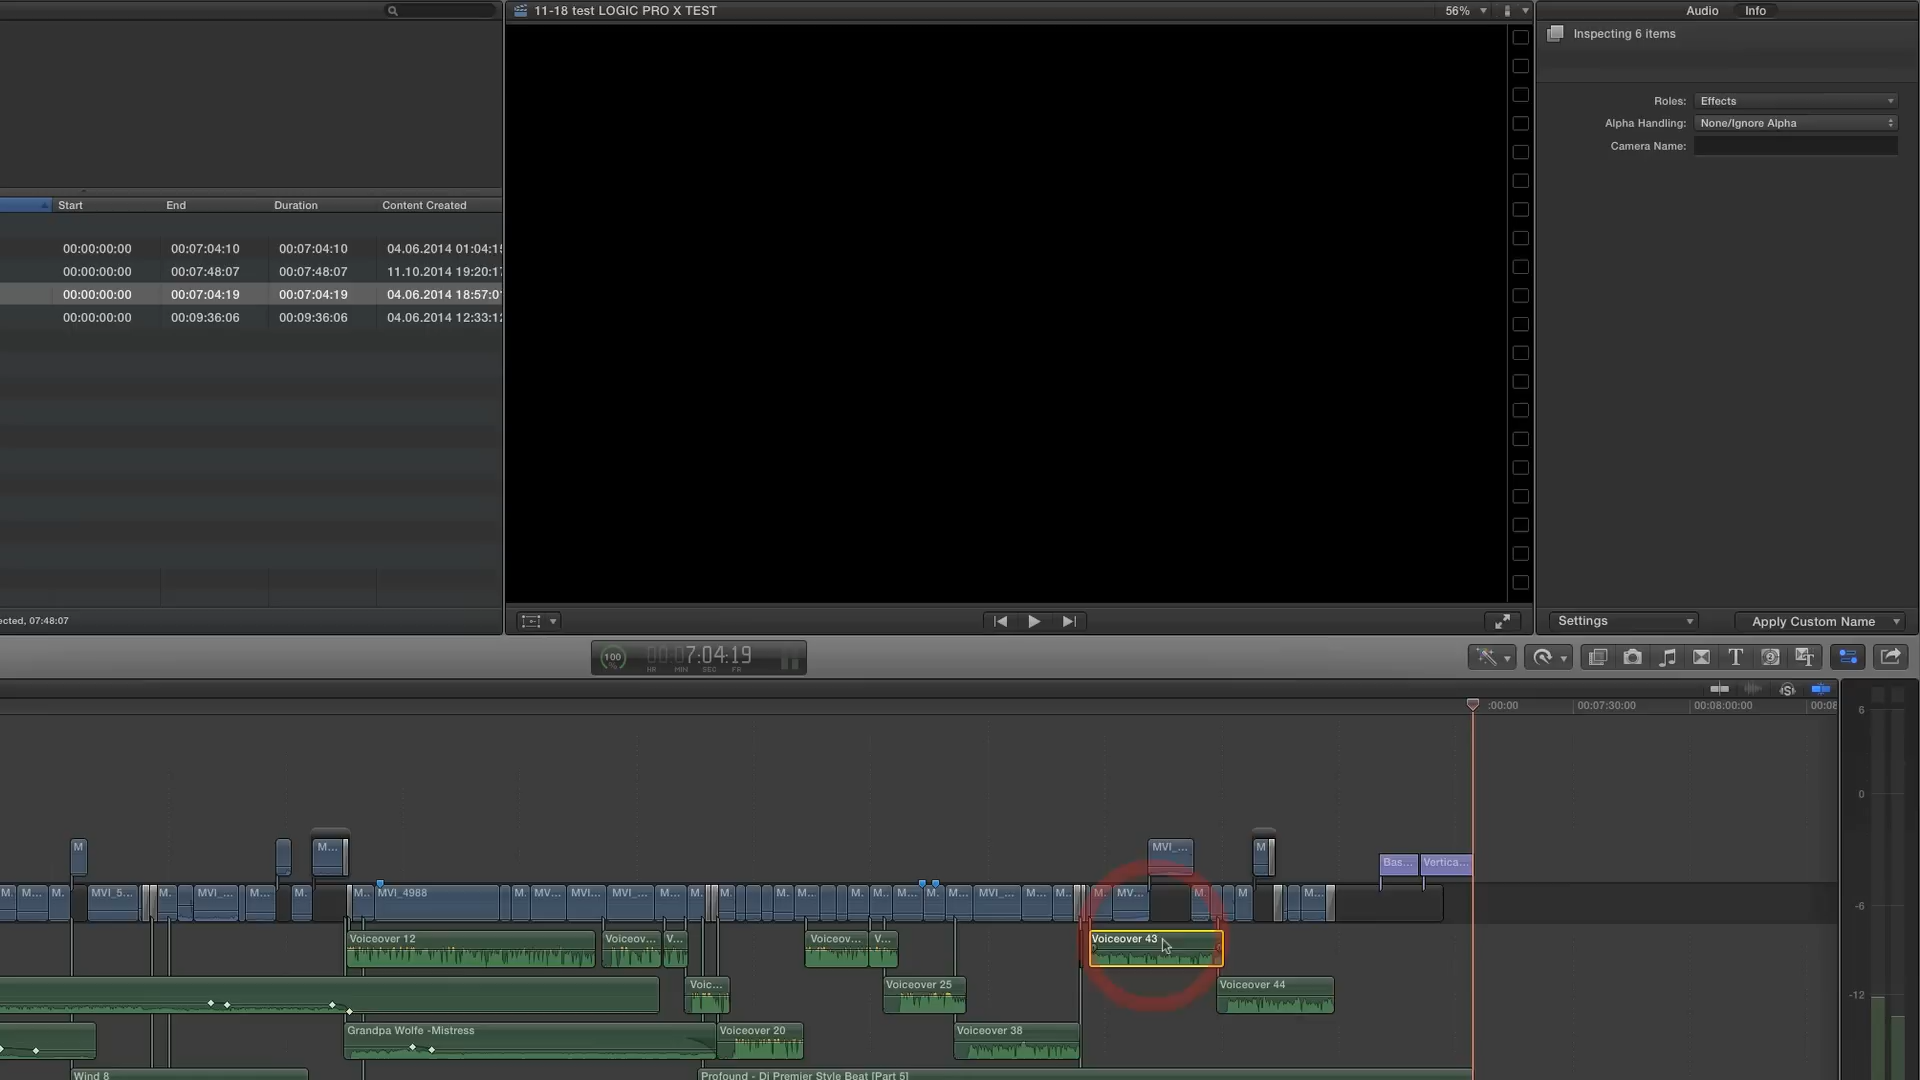 11-18 test LOGIC PRO X TEST
56%
Audio Info
Inspecting 6 items
Roles: Effects
Alpha Handling: None/Ignore Alpha
Camera Name:
Start End Duration Content Created
00:00:00:00 00:07:04:10 00:07:04:10 04.06.2014 01:04:1
00:00:00:00 00:07:48:07 00:07:48:07 11.10.2014 19:20:1
00:00:00:00 00:07:04:19 00:07:04:19 04.06.2014 18:57:0
00:00:00:00 00:09:36:06 00:09:36:06 04.06.2014 12:33:1
ected, 07:48:07
Settings
Apply Custom Name
100 00:07:04:19
HR MIN SEC FR
:00:00 00:07:30:00 00:08:00:00 00:08
6
0
-6
-12
M M... MVI_... M
Bas... Vertica...
M. M... M. MVI_5... M. MVI_... M... M. M. MVI_4988 M. MV... MVI... MVI_... M... M. M. M. M... M. M. M... M. M... MVI_... M... M. M. MV... M. M M...
Voiceover 12 Voiceov... V... Voiceov... V... Voiceover 43
Voic... Voiceover 25 Voiceover 44
Grandpa Wolfe -Mistress Voiceover 20 Voiceover 38
Wind 8 Profound - Dj Premier Style Beat [Part 5]